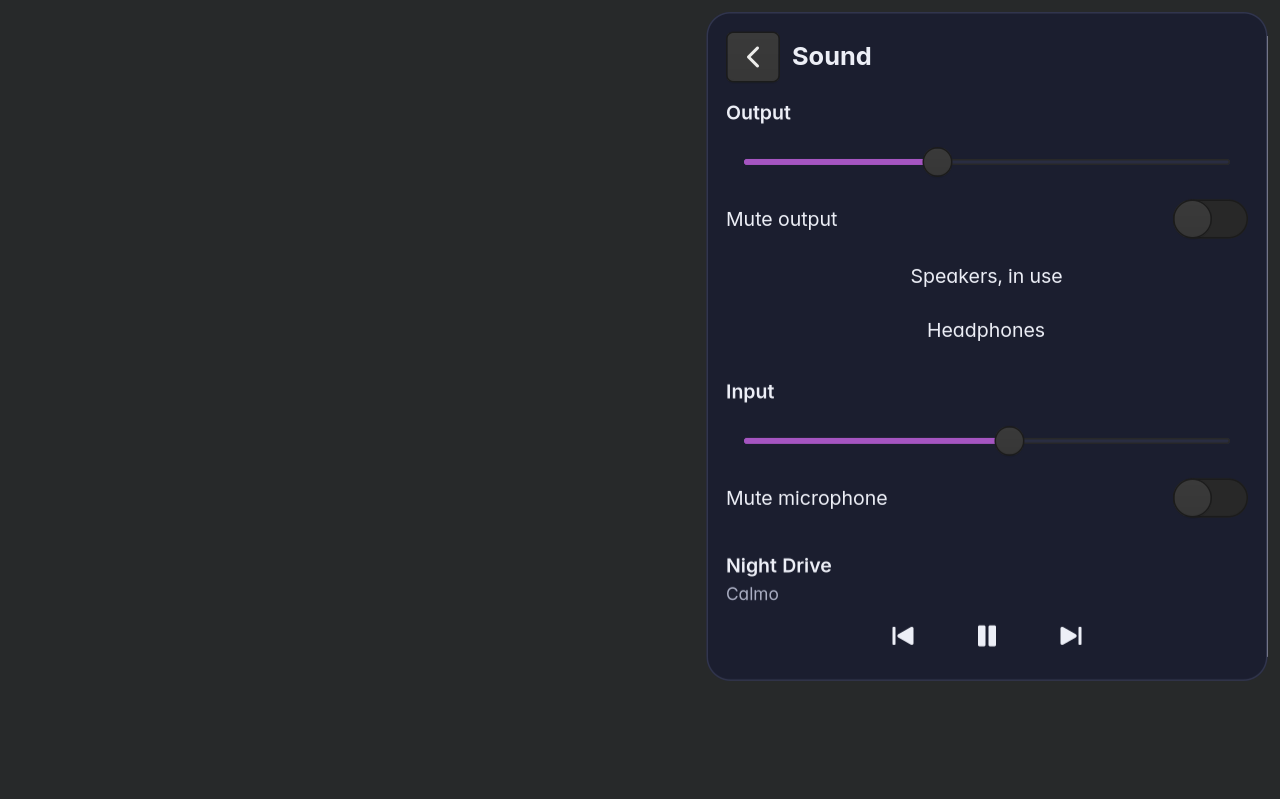 Sound
Output
Mute output
Speakers, in use
Headphones
Input
Mute microphone
Night Drive
Calmo